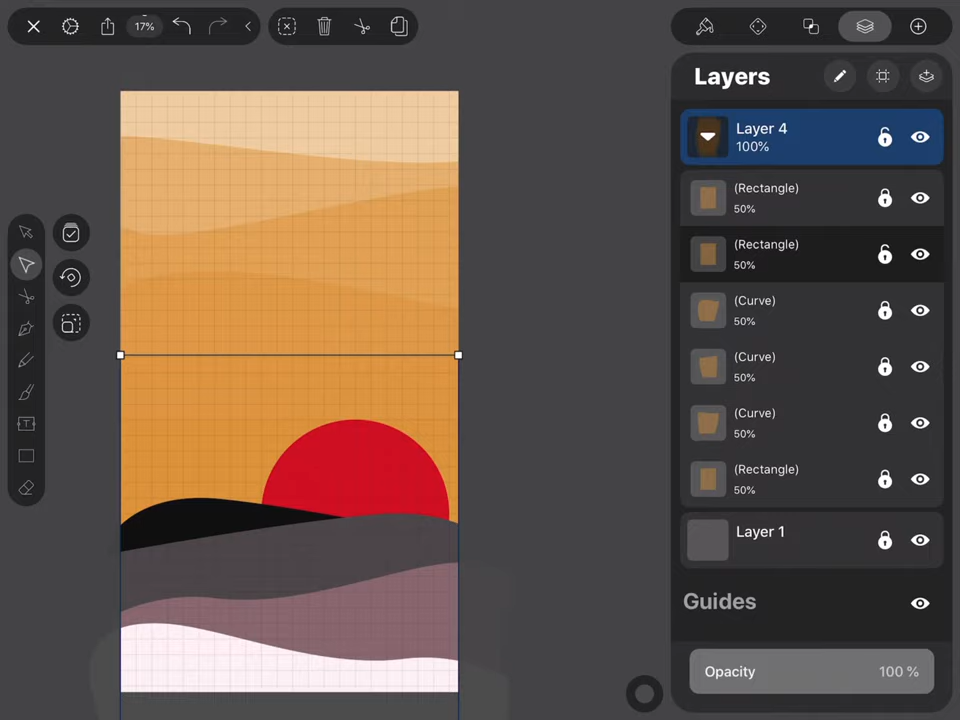 17%
Layers
Layer 4
100%
(Rectangle)
50%
(Rectangle)
50%
(Curve)
50%
(Curve)
50%
(Curve)
50%
(Rectangle)
50%
Layer 1
Guides
Opacity 100 %